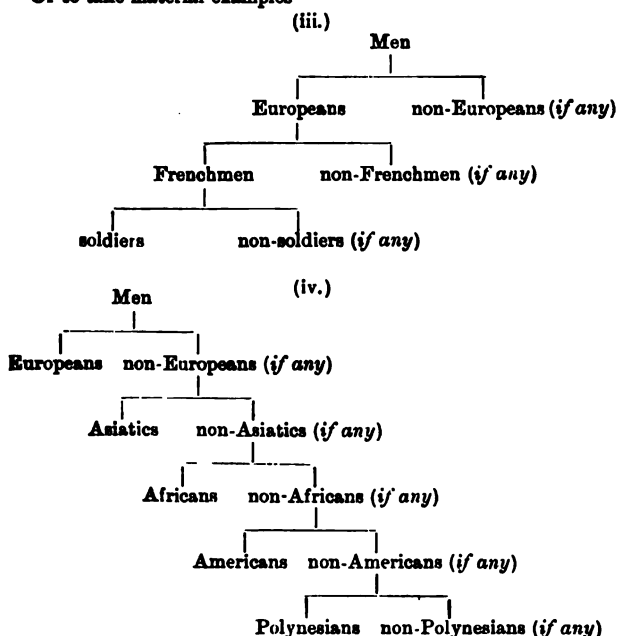 Or to take material examples
(iii.)
Men
Europeans non-Europeans (if any)
Frenchmen non-Frenchmen (if any)
soldiers non-soldiers (if any)
(iv.)
Men
Europeans non-Europeans (if any)
Asiatics non-Asiatics (if any)
Africans non-Africans (if any)
Americans non-Americans (if any)
Polynesians non-Polynesians (if any)